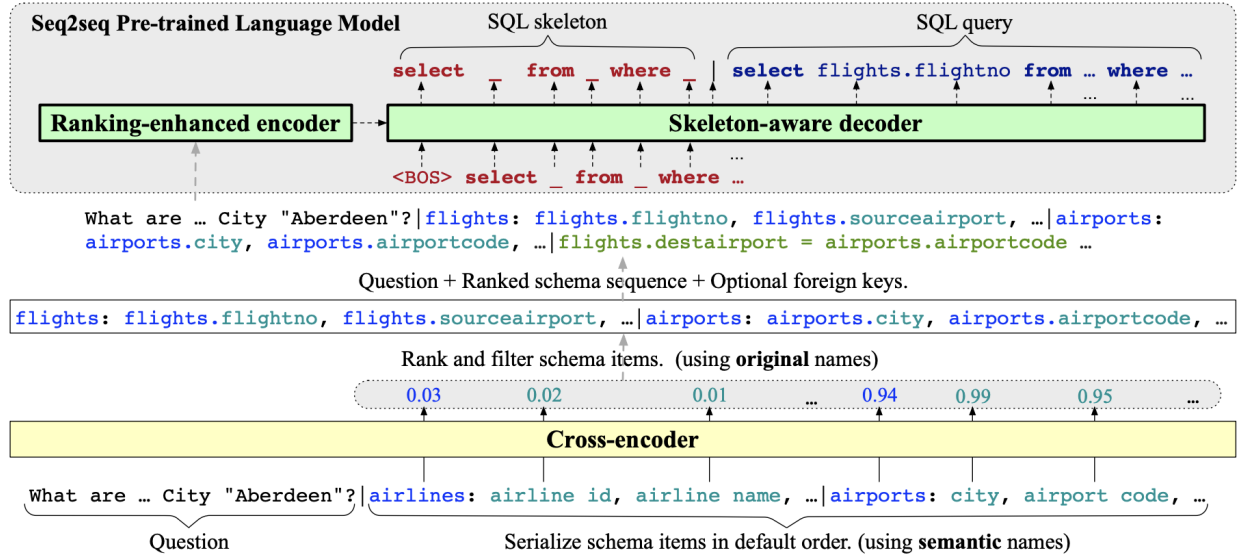 Seq2seq Pre-trained Language Model
SQL skeleton
SQL query
select _ from _ where _ | select flights.flightno from … where …
… …
Ranking-enhanced encoder
Skeleton-aware decoder
…
<BOS> select _ from _ where …
What are … City "Aberdeen"?|flights: flights.flightno, flights.sourceairport, …|airports:
airports.city, airports.airportcode, …|flights.destairport = airports.airportcode …
Question + Ranked schema sequence + Optional foreign keys.
flights: flights.flightno, flights.sourceairport, …|airports: airports.city, airports.airportcode, …
Rank and filter schema items. (using original names)
0.03 0.02 0.01 … 0.94 0.99 0.95 …
Cross-encoder
What are … City "Aberdeen"?|airlines: airline id, airline name, …|airports: city, airport code, …
Question
Serialize schema items in default order. (using semantic names)